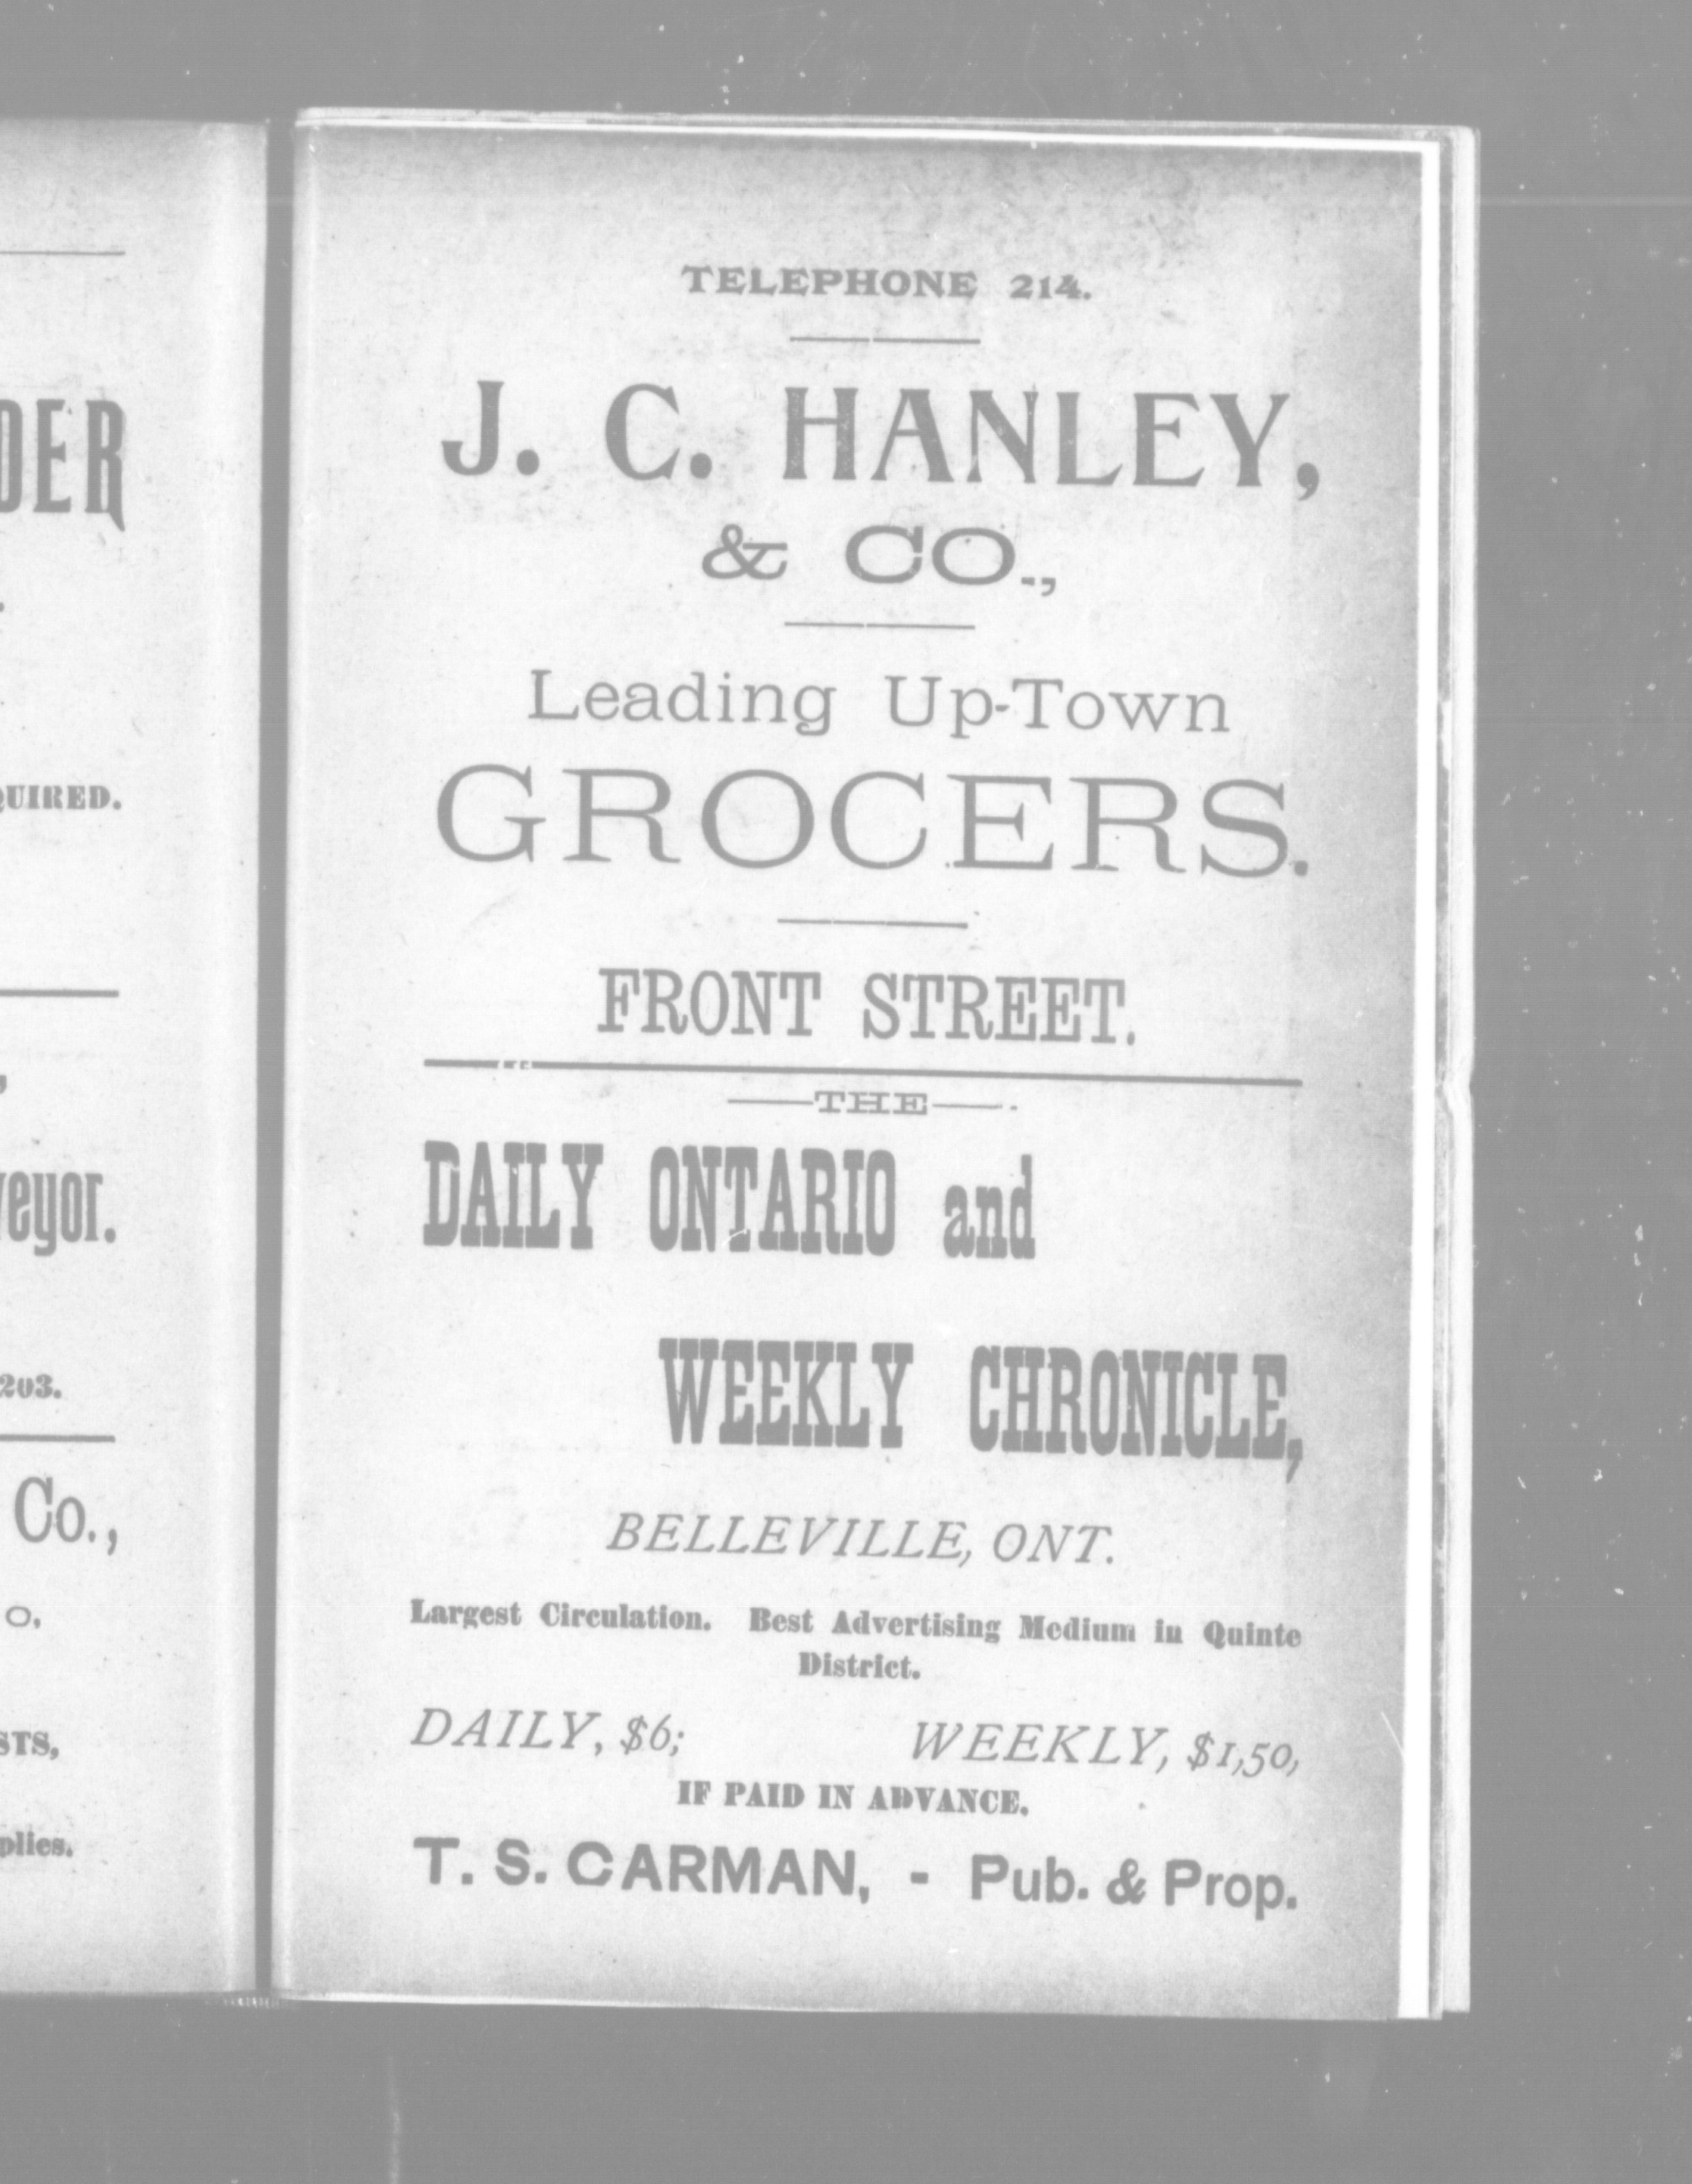 DER
QUIRED.
veyor.
203.
Co.,
O,
STS,
plies.
TELEPHONE 214.
J. C. HANLEY,
& CO.,
Leading Up-Town
GROCERS.
FRONT STREET.
THE
DAILY ONTARIO and
WEEKLY CHRONICLE,
BELLEVILLE, ONT.
Largest Circulation. Best Advertising Medium in Quinte
District.
DAILY, $6; WEEKLY, $1,50,
IF PAID IN ADVANCE.
T. S. CARMAN, - Pub. & Prop.